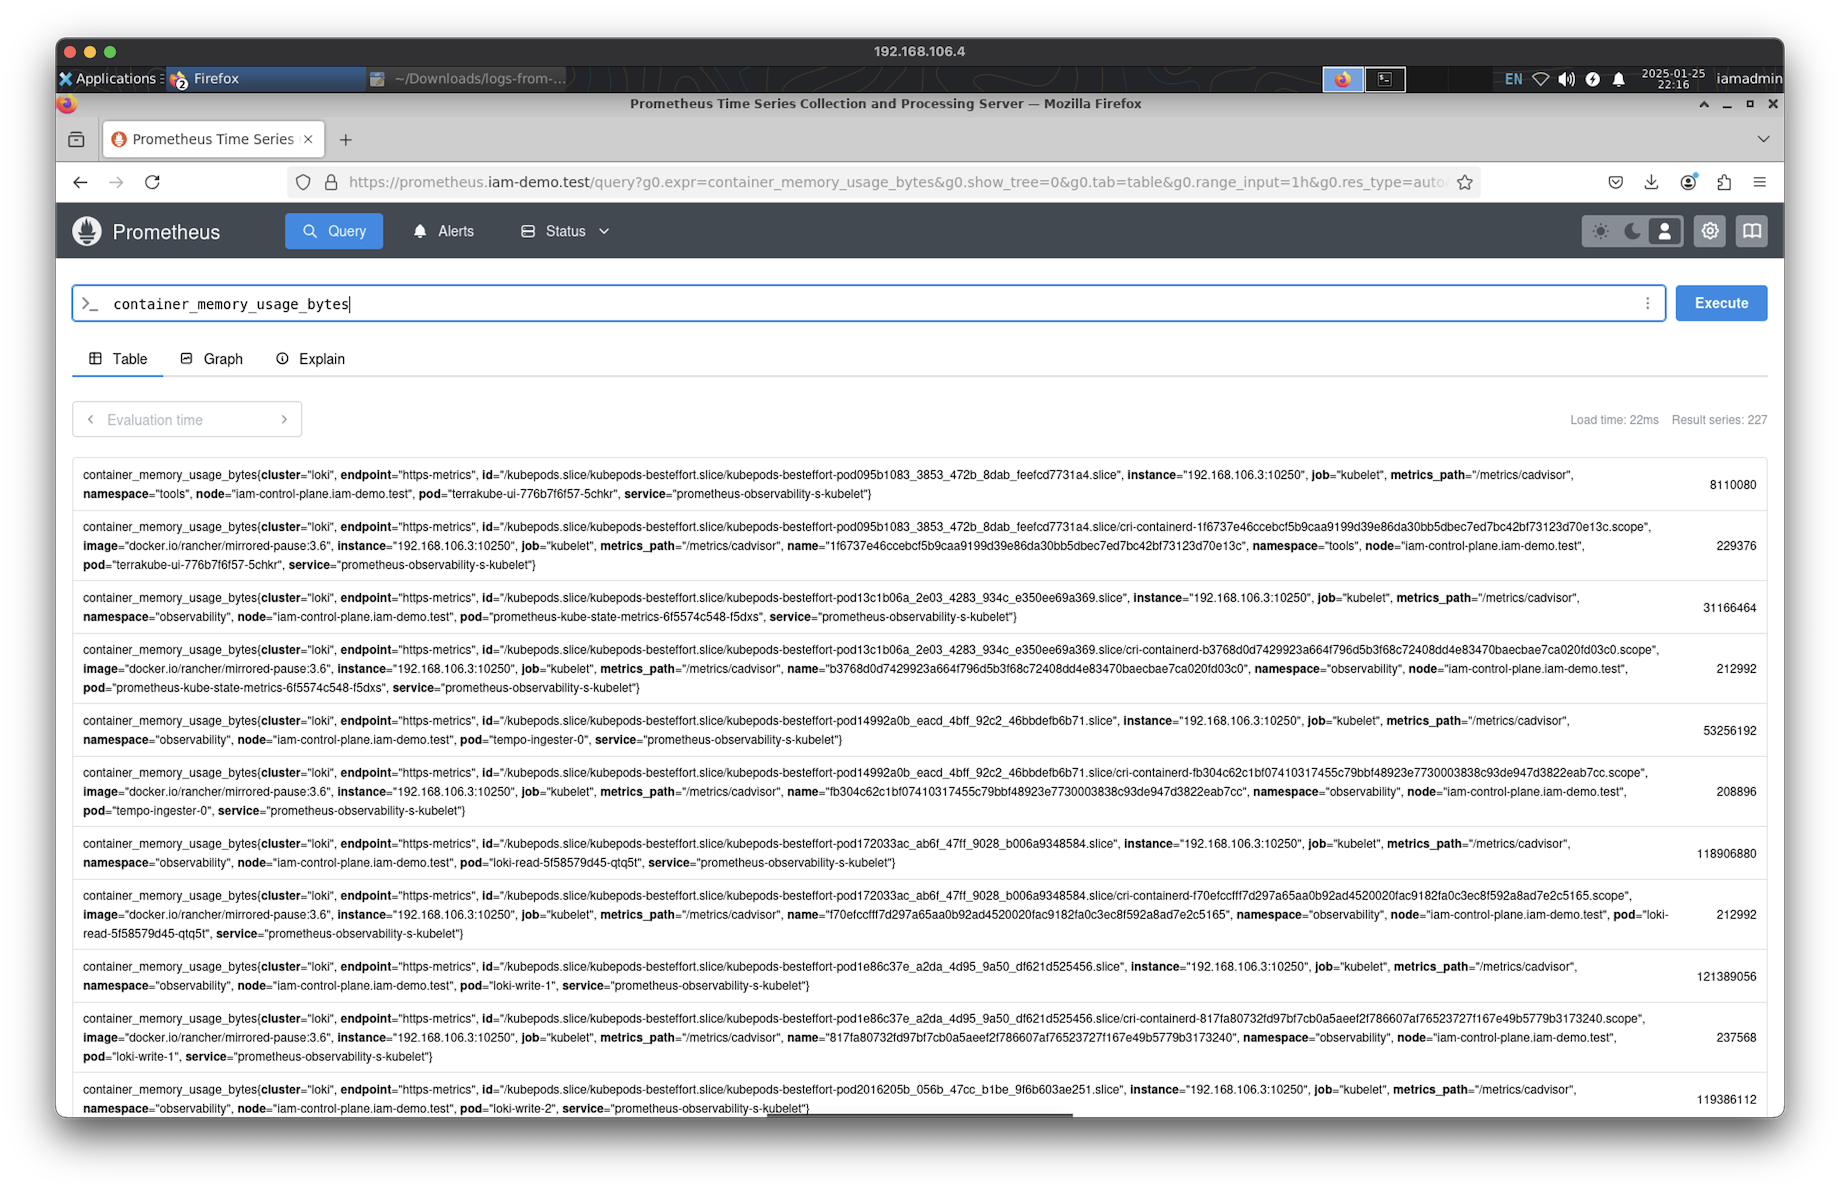 192.168.106.4
Applications Firefox ~/Downloads/logs-from-... EN 2025-01-25 22:16 iamadmin
2
Prometheus Time Series Collection and Processing Server — Mozilla Firefox
Prometheus Time Series
https://prometheus.iam-demo.test/query?g0.expr=container_memory_usage_bytes&g0.show_tree=0&g0.tab=table&g0.range_input=1h&g0.res_type=auto
Prometheus Query Alerts Status
>_ container_memory_usage_bytes Execute
Table Graph Explain
Evaluation time Load time: 22ms Result series: 227
container_memory_usage_bytes{cluster="loki", endpoint="https-metrics", id="/kubepods.slice/kubepods-besteffort.slice/kubepods-besteffort-pod095b1083_3853_472b_8dab_feefcd7731a4.slice", instance="192.168.106.3:10250", job="kubelet", metrics_path="/metrics/cadvisor",
namespace="tools", node="iam-control-plane.iam-demo.test", pod="terrakube-ui-776b7f6f57-5chkr", service="prometheus-observability-s-kubelet"}
8110080
container_memory_usage_bytes{cluster="loki", endpoint="https-metrics", id="/kubepods.slice/kubepods-besteffort.slice/kubepods-besteffort-pod095b1083_3853_472b_8dab_feefcd7731a4.slice/cri-containerd-1f6737e46ccebcf5b9caa9199d39e86da30bb5dbec7ed7bc42bf73123d70e13c.scope",
image="docker.io/rancher/mirrored-pause:3.6", instance="192.168.106.3:10250", job="kubelet", metrics_path="/metrics/cadvisor", name="1f6737e46ccebcf5b9caa9199d39e86da30bb5dbec7ed7bc42bf73123d70e13c", namespace="tools", node="iam-control-plane.iam-demo.test",
pod="terrakube-ui-776b7f6f57-5chkr", service="prometheus-observability-s-kubelet"}
229376
container_memory_usage_bytes{cluster="loki", endpoint="https-metrics", id="/kubepods.slice/kubepods-besteffort.slice/kubepods-besteffort-pod13c1b06a_2e03_4283_934c_e350ee69a369.slice", instance="192.168.106.3:10250", job="kubelet", metrics_path="/metrics/cadvisor",
namespace="observability", node="iam-control-plane.iam-demo.test", pod="prometheus-kube-state-metrics-6f5574c548-f5dxs", service="prometheus-observability-s-kubelet"}
31166464
container_memory_usage_bytes{cluster="loki", endpoint="https-metrics", id="/kubepods.slice/kubepods-besteffort.slice/kubepods-besteffort-pod13c1b06a_2e03_4283_934c_e350ee69a369.slice/cri-containerd-b3768d0d7429923a664f796d5b3f68c72408dd4e83470baecbae7ca020fd03c0.scope",
image="docker.io/rancher/mirrored-pause:3.6", instance="192.168.106.3:10250", job="kubelet", metrics_path="/metrics/cadvisor", name="b3768d0d7429923a664f796d5b3f68c72408dd4e83470baecbae7ca020fd03c0", namespace="observability", node="iam-control-plane.iam-demo.test",
pod="prometheus-kube-state-metrics-6f5574c548-f5dxs", service="prometheus-observability-s-kubelet"}
212992
container_memory_usage_bytes{cluster="loki", endpoint="https-metrics", id="/kubepods.slice/kubepods-besteffort.slice/kubepods-besteffort-pod14992a0b_eacd_4bff_92c2_46bbdefb6b71.slice", instance="192.168.106.3:10250", job="kubelet", metrics_path="/metrics/cadvisor",
namespace="observability", node="iam-control-plane.iam-demo.test", pod="tempo-ingester-0", service="prometheus-observability-s-kubelet"}
53256192
container_memory_usage_bytes{cluster="loki", endpoint="https-metrics", id="/kubepods.slice/kubepods-besteffort.slice/kubepods-besteffort-pod14992a0b_eacd_4bff_92c2_46bbdefb6b71.slice/cri-containerd-fb304c62c1bf07410317455c79bbf48923e7730003838c93de947d3822eab7cc.scope",
image="docker.io/rancher/mirrored-pause:3.6", instance="192.168.106.3:10250", job="kubelet", metrics_path="/metrics/cadvisor", name="fb304c62c1bf07410317455c79bbf48923e7730003838c93de947d3822eab7cc", namespace="observability", node="iam-control-plane.iam-demo.test",
pod="tempo-ingester-0", service="prometheus-observability-s-kubelet"}
208896
container_memory_usage_bytes{cluster="loki", endpoint="https-metrics", id="/kubepods.slice/kubepods-besteffort.slice/kubepods-besteffort-pod172033ac_ab6f_47ff_9028_b006a9348584.slice", instance="192.168.106.3:10250", job="kubelet", metrics_path="/metrics/cadvisor",
namespace="observability", node="iam-control-plane.iam-demo.test", pod="loki-read-5f58579d45-qtq5t", service="prometheus-observability-s-kubelet"}
118906880
container_memory_usage_bytes{cluster="loki", endpoint="https-metrics", id="/kubepods.slice/kubepods-besteffort.slice/kubepods-besteffort-pod172033ac_ab6f_47ff_9028_b006a9348584.slice/cri-containerd-f70efccfff7d297a65aa0b92ad4520020fac9182fa0c3ec8f592a8ad7e2c5165.scope",
image="docker.io/rancher/mirrored-pause:3.6", instance="192.168.106.3:10250", job="kubelet", metrics_path="/metrics/cadvisor", name="f70efccfff7d297a65aa0b92ad4520020fac9182fa0c3ec8f592a8ad7e2c5165", namespace="observability", node="iam-control-plane.iam-demo.test", pod="loki-
read-5f58579d45-qtq5t", service="prometheus-observability-s-kubelet"}
212992
container_memory_usage_bytes{cluster="loki", endpoint="https-metrics", id="/kubepods.slice/kubepods-besteffort.slice/kubepods-besteffort-pod1e86c37e_a2da_4d95_9a50_df621d525456.slice", instance="192.168.106.3:10250", job="kubelet", metrics_path="/metrics/cadvisor",
namespace="observability", node="iam-control-plane.iam-demo.test", pod="loki-write-1", service="prometheus-observability-s-kubelet"}
121389056
container_memory_usage_bytes{cluster="loki", endpoint="https-metrics", id="/kubepods.slice/kubepods-besteffort.slice/kubepods-besteffort-pod1e86c37e_a2da_4d95_9a50_df621d525456.slice/cri-containerd-817fa80732fd97bf7cb0a5aeef2f786607af76523727f167e49b5779b3173240.scope",
image="docker.io/rancher/mirrored-pause:3.6", instance="192.168.106.3:10250", job="kubelet", metrics_path="/metrics/cadvisor", name="817fa80732fd97bf7cb0a5aeef2f786607af76523727f167e49b5779b3173240", namespace="observability", node="iam-control-plane.iam-demo.test",
pod="loki-write-1", service="prometheus-observability-s-kubelet"}
237568
container_memory_usage_bytes{cluster="loki", endpoint="https-metrics", id="/kubepods.slice/kubepods-besteffort.slice/kubepods-besteffort-pod2016205b_056b_47cc_b1be_9f6b603ae251.slice", instance="192.168.106.3:10250", job="kubelet", metrics_path="/metrics/cadvisor",
namespace="observability", node="iam-control-plane.iam-demo.test", pod="loki-write-2", service="prometheus-observability-s-kubelet"}
119386112